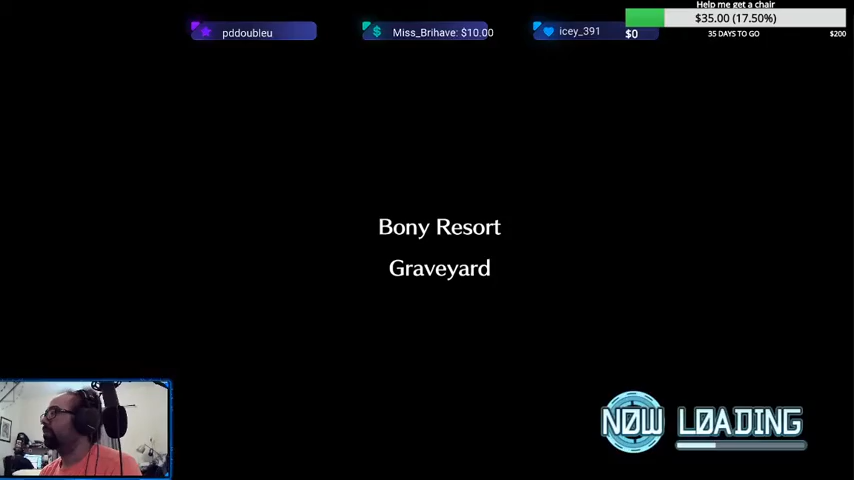 Help me get a chair
pddoubleu
Miss_Brihave: $10.00
icey_391
$35.00 (17.50%)
$0
35 DAYS TO GO
$200
Bony Resort
Graveyard
NOW LOADING